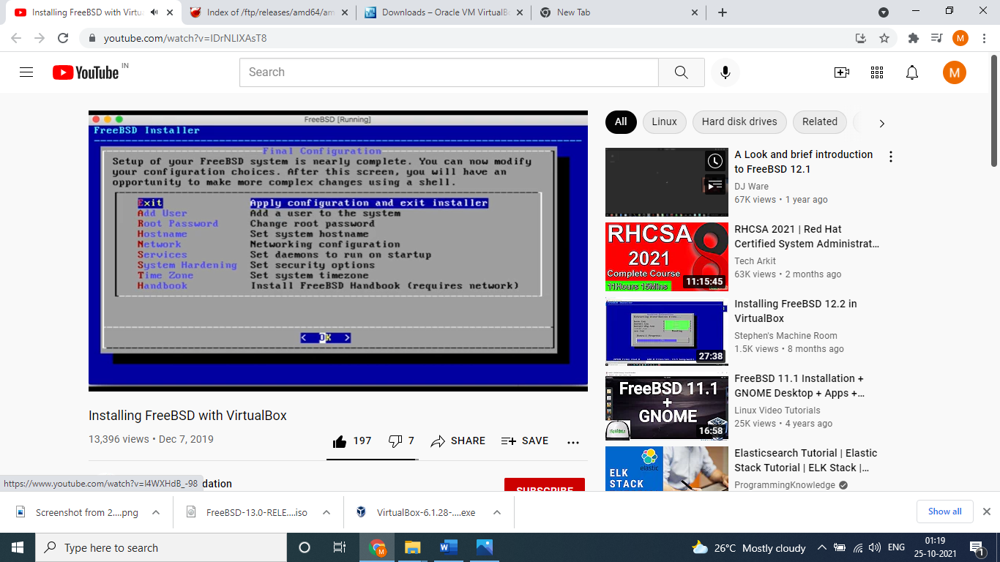 Installing FreeBSD with Virtua
Index of /ftp/releases/amd64/am
Downloads – Oracle VM VirtualBo
New Tab
youtube.com/watch?v=IDrNLIXAsT8
M
YouTube IN
Search
M
FreeBSD [Running]
FreeBSD Installer
Final Configuration
Setup of your FreeBSD system is nearly complete. You can now modify
your configuration choices. After this screen, you will have an
opportunity to make more complex changes using a shell.
Exit Apply configuration and exit installer
Add User Add a user to the system
Root Password Change root password
Hostname Set system hostname
Network Networking configuration
Services Set daemons to run on startup
System Hardening Set security options
Time Zone Set system timezone
Handbook Install FreeBSD Handbook (requires network)
< OK >
Installing FreeBSD with VirtualBox
13,396 views • Dec 7, 2019
197
7
SHARE
SAVE
dation
SUBSCRIBE
https://www.youtube.com/watch?v=I4WXHdB_-98
All
Linux
Hard disk drives
Related
A Look and brief introduction
to FreeBSD 12.1
DJ Ware
67K views • 1 year ago
RHCSA
2021
Complete Course
11Hours 15Mins
8
11:15:45
RHCSA 2021 | Red Hat
Certified System Administrat...
Tech Arkit
63K views • 2 months ago
27:38
Installing FreeBSD 12.2 in
VirtualBox
Stephen's Machine Room
1.5K views • 8 months ago
FreeBSD 11.1
+
GNOME
16:58
FreeBSD 11.1 Installation +
GNOME Desktop + Apps +...
Linux Video Tutorials
25K views • 4 years ago
elastic
ELK
STACK
Elasticsearch Tutorial | Elastic
Stack Tutorial | ELK Stack |...
ProgrammingKnowledge
Screenshot from 2....png
FreeBSD-13.0-RELE....iso
VirtualBox-6.1.28-....exe
Show all
Type here to search
M
26°C Mostly cloudy
ENG
01:19
25-10-2021
1